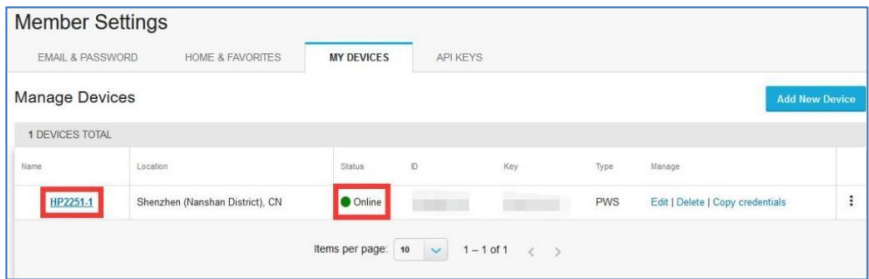 Member Settings
EMAIL & PASSWORD HOME & FAVORITES MY DEVICES API KEYS
Manage Devices
Add New Device
1 DEVICES TOTAL
Name Location Status ID Key Type Manage
HP2251-1 Shenzhen (Nanshan District), CN Online PWS Edit | Delete | Copy credentials
Items per page: 10 1 – 1 of 1 < >